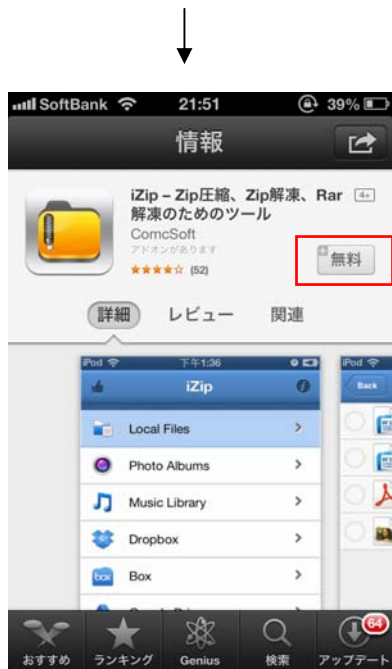 SoftBank 21:51 39%
情報
iZip – Zip圧縮、Zip解凍、Rar 4+
解凍のためのツール
ComcSoft
アドオンがあります
(52)
無料
詳細 レビュー 関連
iPod 下午1:36
iZip
Local Files
Photo Albums
Music Library
Dropbox
box Box
iPod
Back
64
おすすめ ランキング Genius 検索 アップデート